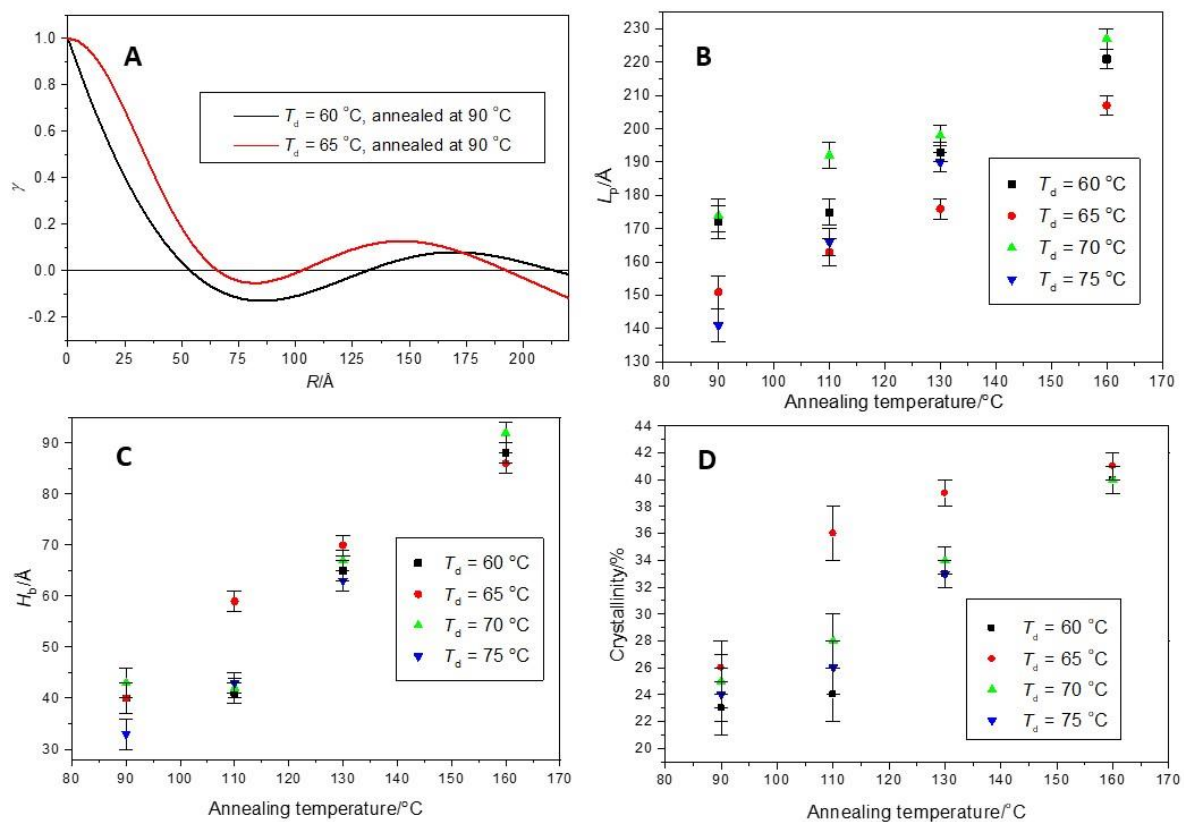 A
1.0
0.8
0.6
0.4
0.2
0.0
-0.2
γ
T_d = 60 °C, annealed at 90 °C
T_d = 65 °C, annealed at 90 °C
0 25 50 75 100 125 150 175 200
R/Å
B
230
220
210
200
190
180
170
160
150
140
130
L_p/Å
T_d = 60 °C
T_d = 65 °C
T_d = 70 °C
T_d = 75 °C
80 90 100 110 120 130 140 150 160 170
Annealing temperature/°C
C
90
80
70
60
50
40
30
H_b/Å
T_d = 60 °C
T_d = 65 °C
T_d = 70 °C
T_d = 75 °C
80 90 100 110 120 130 140 150 160 170
Annealing temperature/°C
D
44
42
40
38
36
34
32
30
28
26
24
22
20
Crystallinity/%
T_d = 60 °C
T_d = 65 °C
T_d = 70 °C
T_d = 75 °C
80 90 100 110 120 130 140 150 160 170
Annealing temperature/°C